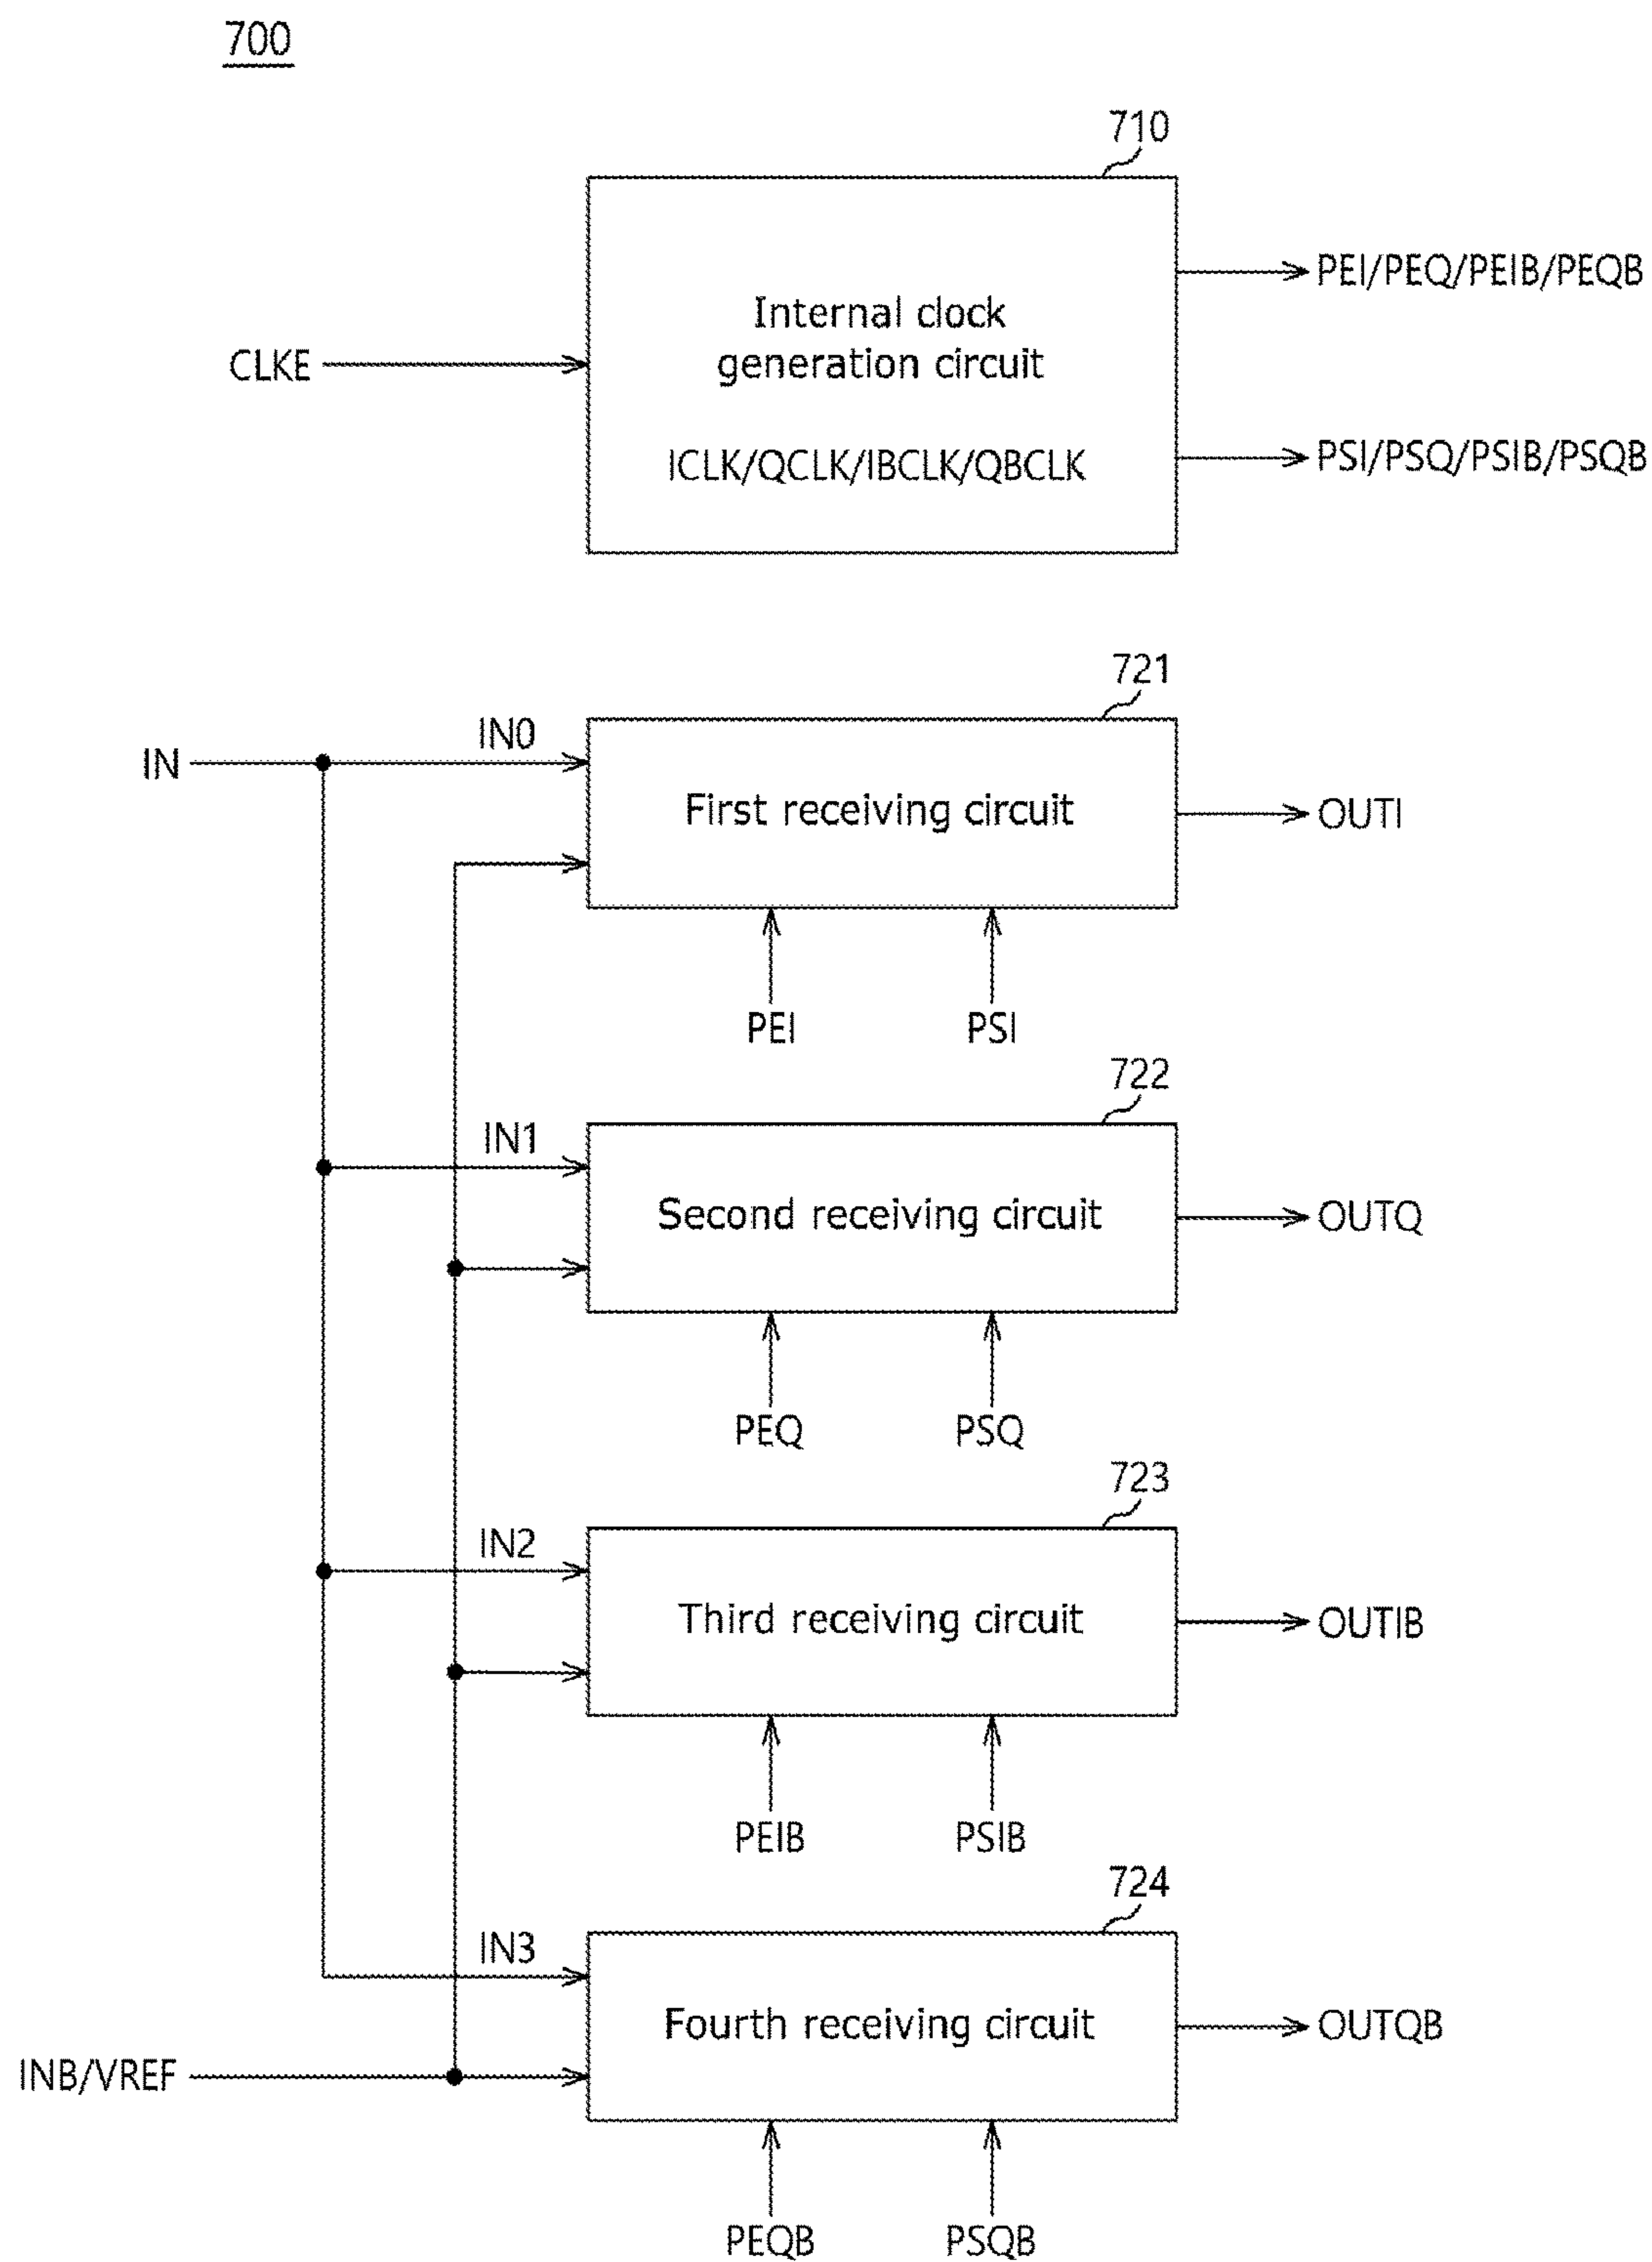 700
710
Internal clock
generation circuit
ICLK/QCLK/IBCLK/QBCLK
CLKE
PEI/PEQ/PEIB/PEQB
PSI/PSQ/PSIB/PSQB
721
IN
IN0
First receiving circuit
OUTI
PEI
PSI
722
IN1
Second receiving circuit
OUTQ
PEQ
PSQ
723
IN2
Third receiving circuit
OUTIB
PEIB
PSIB
724
IN3
Fourth receiving circuit
OUTQB
INB/VREF
PEQB
PSQB